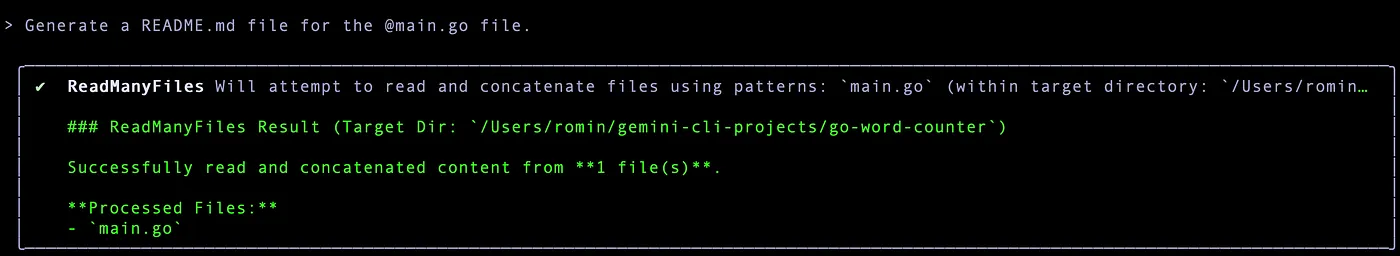 > Generate a README.md file for the @main.go file.
✔ ReadManyFiles Will attempt to read and concatenate files using patterns: `main.go` (within target directory: `/Users/romin…
### ReadManyFiles Result (Target Dir: `/Users/romin/gemini-cli-projects/go-word-counter`)
Successfully read and concatenated content from **1 file(s)**.
**Processed Files:**
- `main.go`